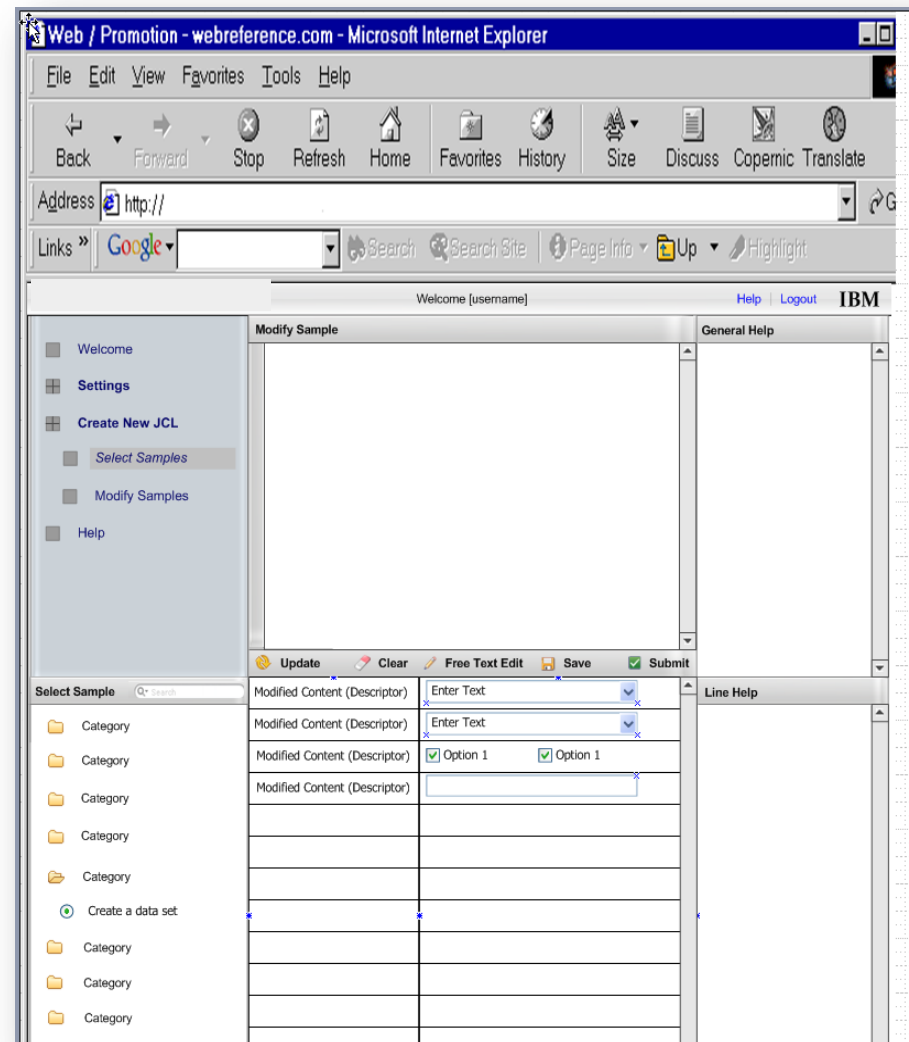 Web / Promotion - webreference.com - Microsoft Internet Explorer
File Edit View Favorites Tools Help
Back Forward Stop Refresh Home Favorites History Size Discuss Copernic Translate
Address http:// G
Links » Google Search Search Site Page Info Up Highlight
Welcome [username] Help | Logout IBM
Modify Sample
General Help
Welcome
Settings
Create New JCL
Select Samples
Modify Samples
Help
Update Clear Free Text Edit Save Submit
Select Sample Search
Modified Content (Descriptor) Enter Text
Line Help
Modified Content (Descriptor) Enter Text
Modified Content (Descriptor) Option 1 Option 1
Modified Content (Descriptor)
Category
Category
Category
Category
Category
Create a data set
Category
Category
Category